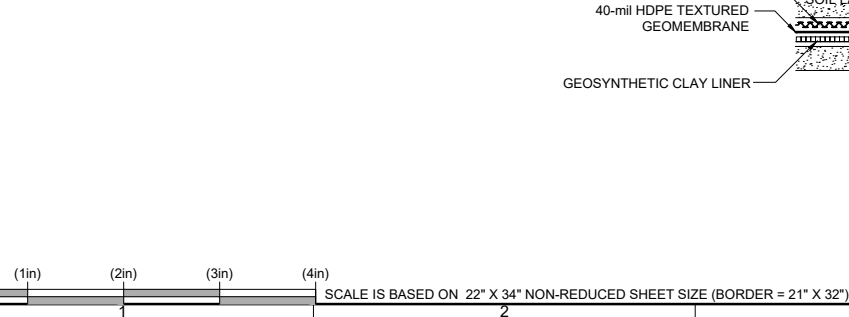 40-mil HDPE TEXTURED
GEOMEMBRANE
GEOSYNTHETIC CLAY LINER
(1in) (2in) (3in) (4in)
SCALE IS BASED ON 22" X 34" NON-REDUCED SHEET SIZE (BORDER = 21" X 32")
1 2